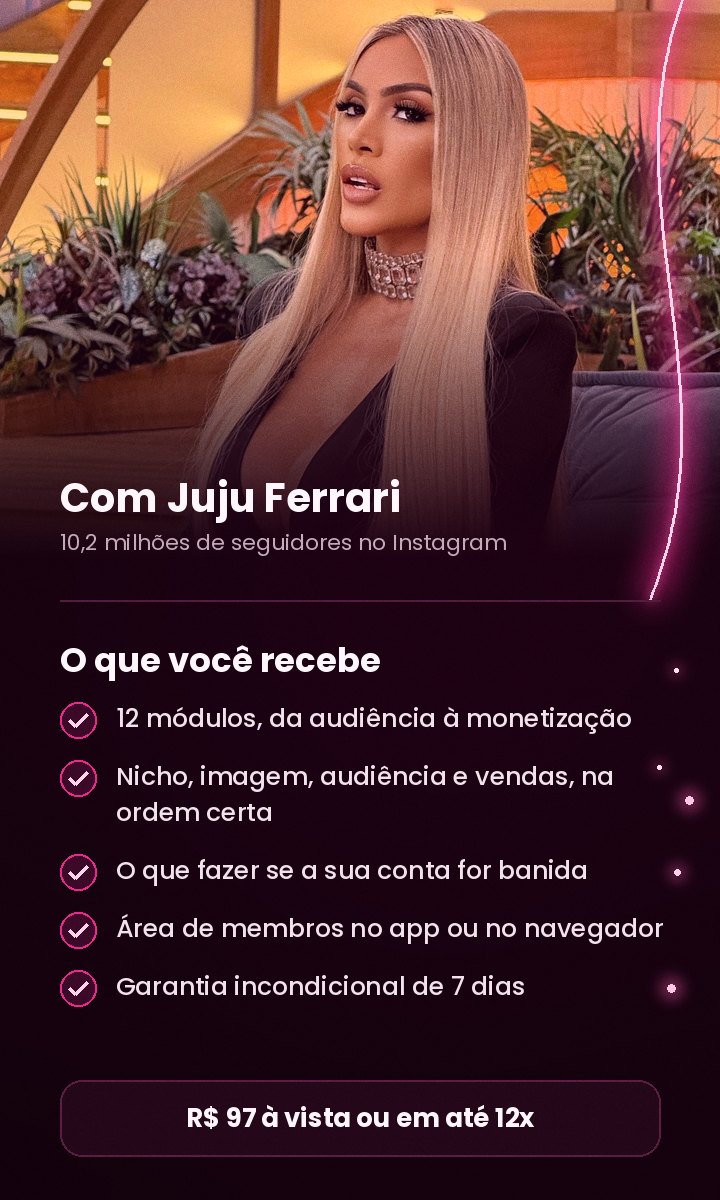 Com Juju Ferrari
10,2 milhões de seguidores no Instagram
O que você recebe
12 módulos, da audiência à monetização
Nicho, imagem, audiência e vendas, na
ordem certa
O que fazer se a sua conta for banida
Área de membros no app ou no navegador
Garantia incondicional de 7 dias
R$ 97 à vista ou em até 12x